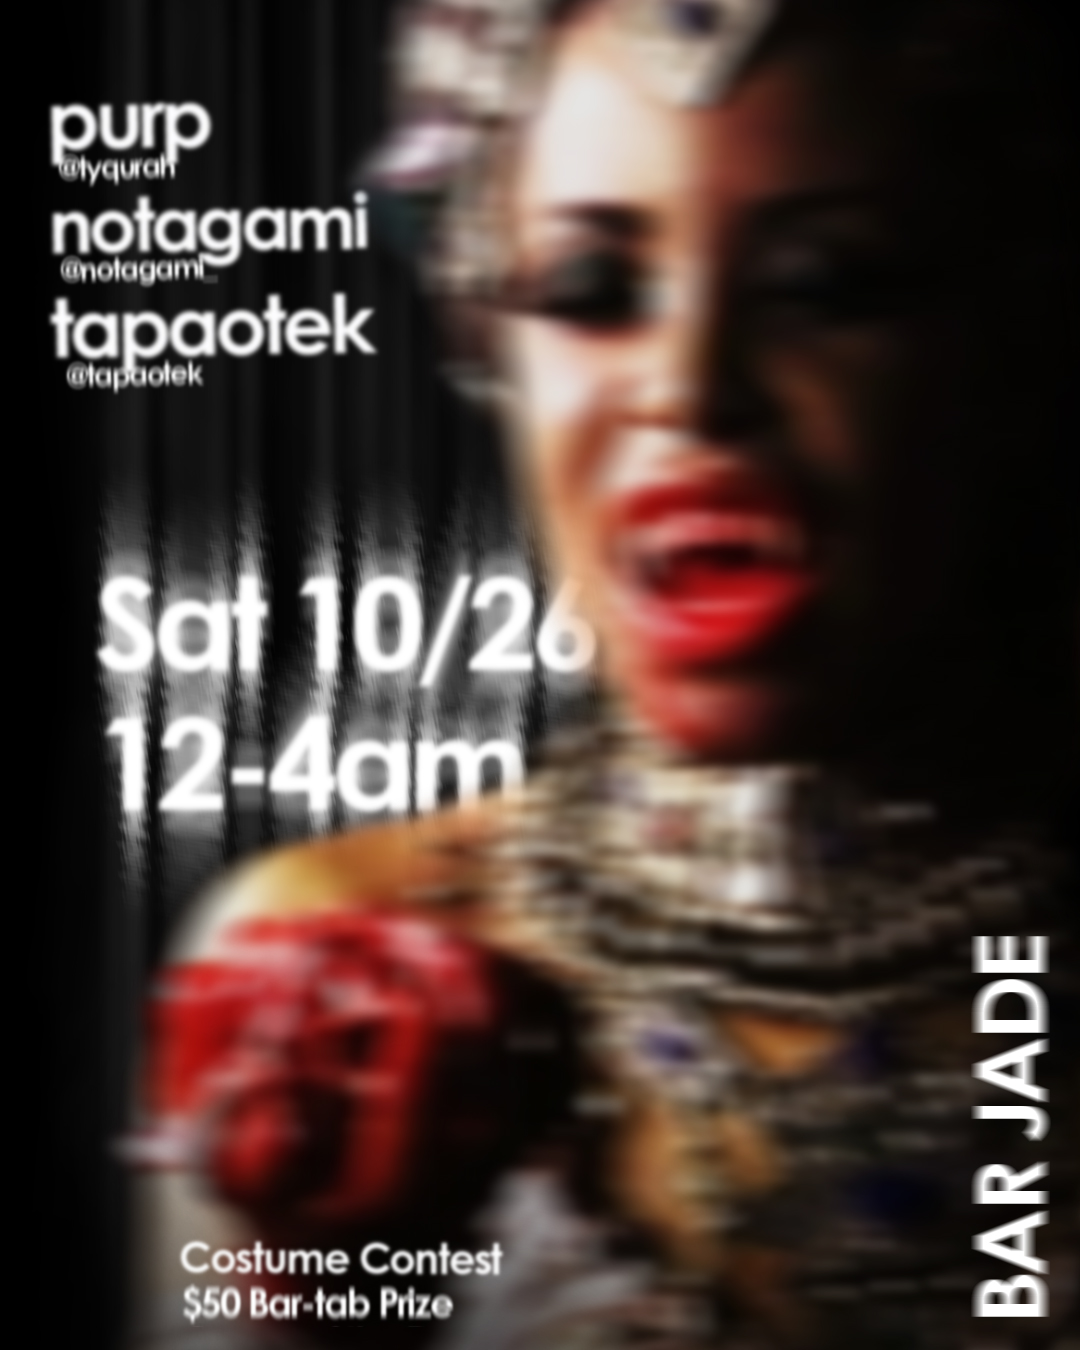 purp
@tyqurah
notagami
@notagami_
tapaotek
@tapaotek
Sat 10/26
12-4am
BAR JADE
Costume Contest
$50 Bar-tab Prize